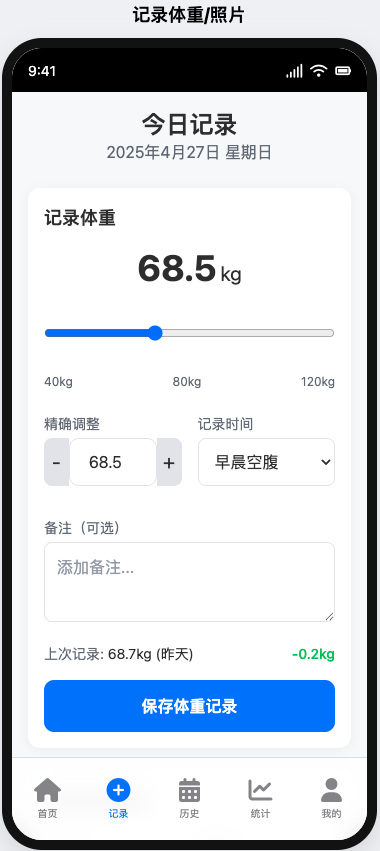 记录体重/照片
9:41
今日记录
2025年4月27日 星期日
记录体重
68.5 kg
40kg 80kg 120kg
精确调整 记录时间
- 68.5 + 早晨空腹
备注（可选）
添加备注...
上次记录: 68.7kg (昨天) -0.2kg
保存体重记录
首页 记录 历史 统计 我的